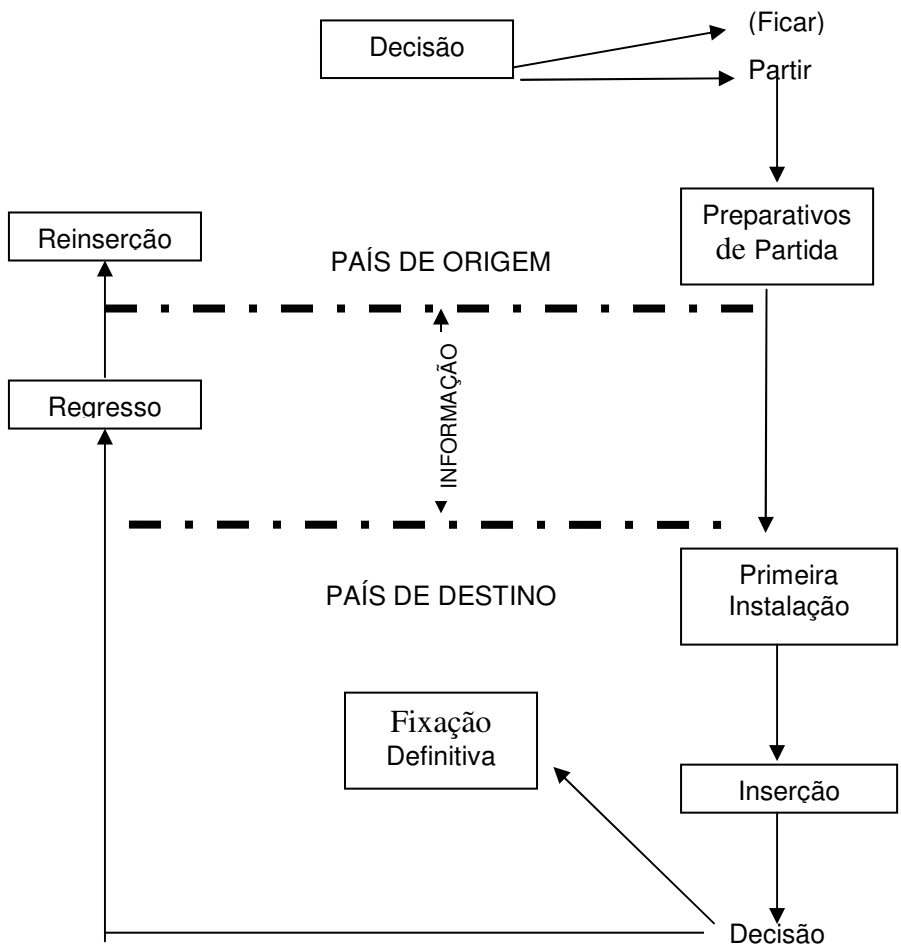 (Ficar)
Decisão
Partir
Preparativos
de Partida
Reinserção
PAÍS DE ORIGEM
INFORMAÇÃO
Regresso
Primeira
Instalação
PAÍS DE DESTINO
Fixação
Definitiva
Inserção
Decisão